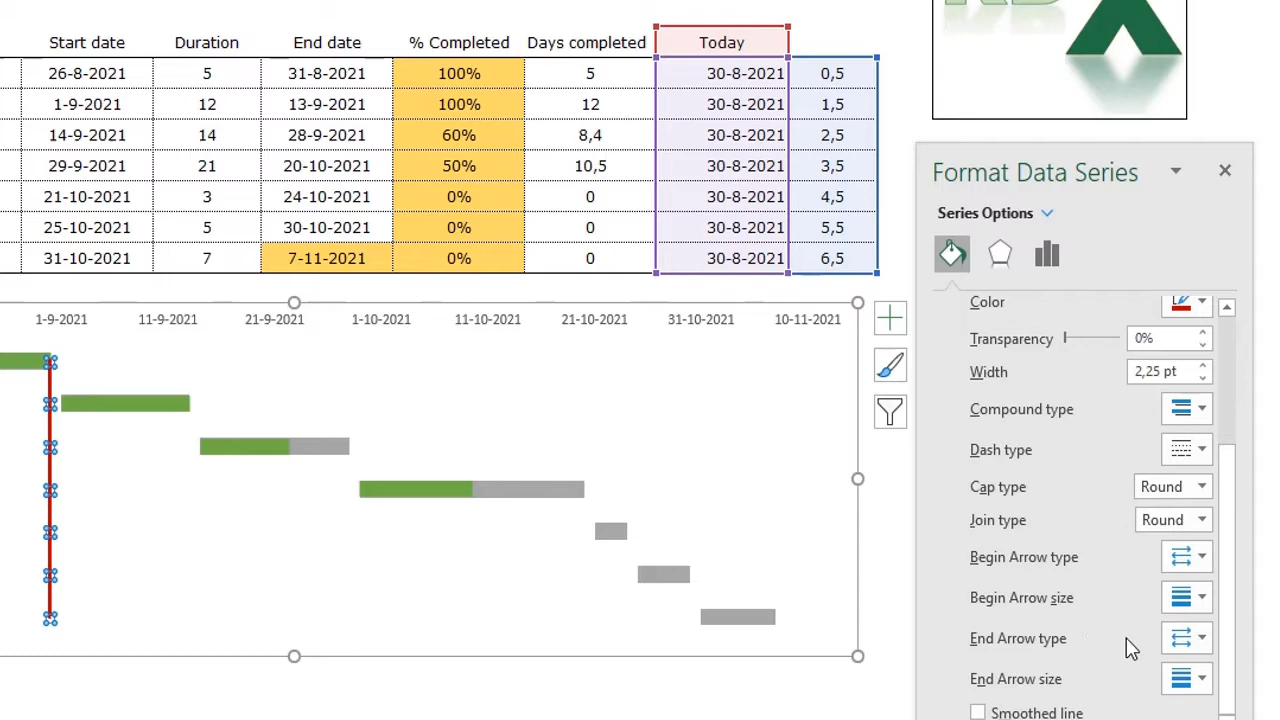 Start date Duration End date % Completed Days completed Today
26-8-2021 5 31-8-2021 100% 5 30-8-2021 0,5
1-9-2021 12 13-9-2021 100% 12 30-8-2021 1,5
14-9-2021 14 28-9-2021 60% 8,4 30-8-2021 2,5
29-9-2021 21 20-10-2021 50% 10,5 30-8-2021 3,5
21-10-2021 3 24-10-2021 0% 0 30-8-2021 4,5
25-10-2021 5 30-10-2021 0% 0 30-8-2021 5,5
31-10-2021 7 7-11-2021 0% 0 30-8-2021 6,5
1-9-2021 11-9-2021 21-9-2021 1-10-2021 11-10-2021 21-10-2021 31-10-2021 10-11-2021
Format Data Series
Series Options
Color
Transparency 0%
Width 2,25 pt
Compound type
Dash type
Cap type Round
Join type Round
Begin Arrow type
Begin Arrow size
End Arrow type
End Arrow size
Smoothed line